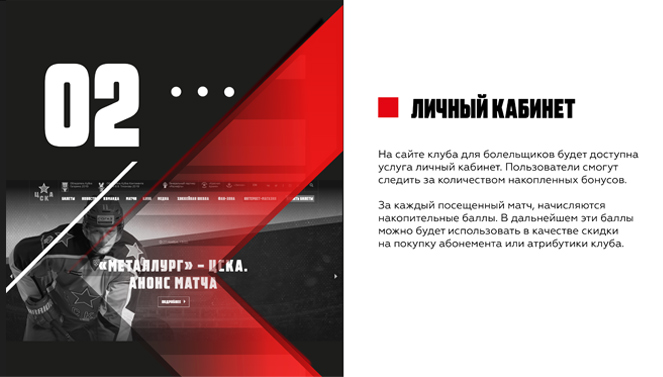 02
ЦСКА
«МЕТАЛЛУРГ» – ЦСКА.
АНОНС МАТЧА
ПОДРОБНЕЕ
ЛИЧНЫЙ КАБИНЕТ
На сайте клуба для болельщиков будет доступна
услуга личный кабинет. Пользователи смогут
следить за количеством накопленных бонусов.
За каждый посещенный матч, начисляются
накопительные баллы. В дальнейшем эти баллы
можно будет использовать в качестве скидки
на покупку абонемента или атрибутики клуба.